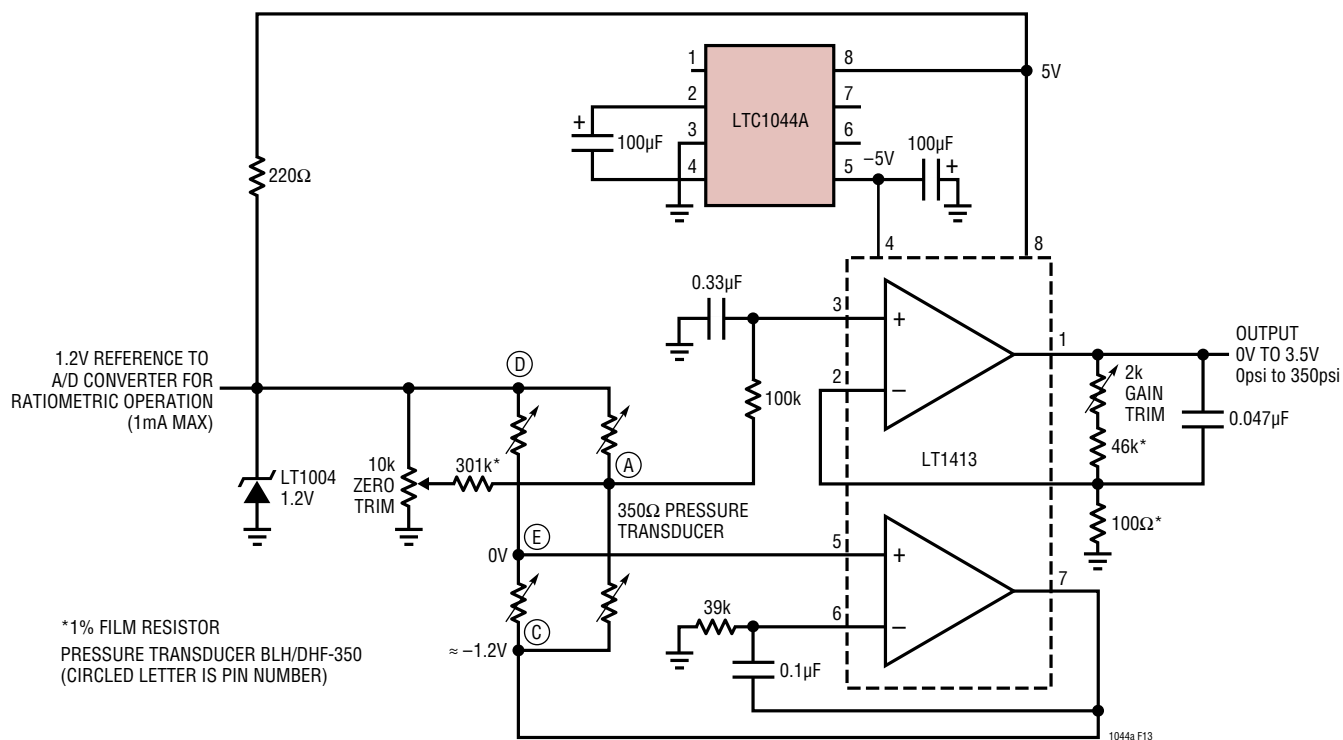 1
2
3
4
8
7
6
5
LTC1044A
5V
+
100µF
–5V
100µF
+
220Ω
4
8
0.33µF
3
+
1
OUTPUT
0V TO 3.5V
0psi to 350psi
1.2V REFERENCE TO
A/D CONVERTER FOR
RATIOMETRIC OPERATION
(1mA MAX)
D
2
–
100k
2k
GAIN
TRIM
0.047µF
46k*
LT1413
LT1004
1.2V
10k
ZERO
TRIM
301k*
A
350Ω PRESSURE
TRANSDUCER
100Ω*
0V
E
5
+
7
39k
6
–
C
≈ –1.2V
0.1µF
*1% FILM RESISTOR
PRESSURE TRANSDUCER BLH/DHF-350
(CIRCLED LETTER IS PIN NUMBER)
1044a F13